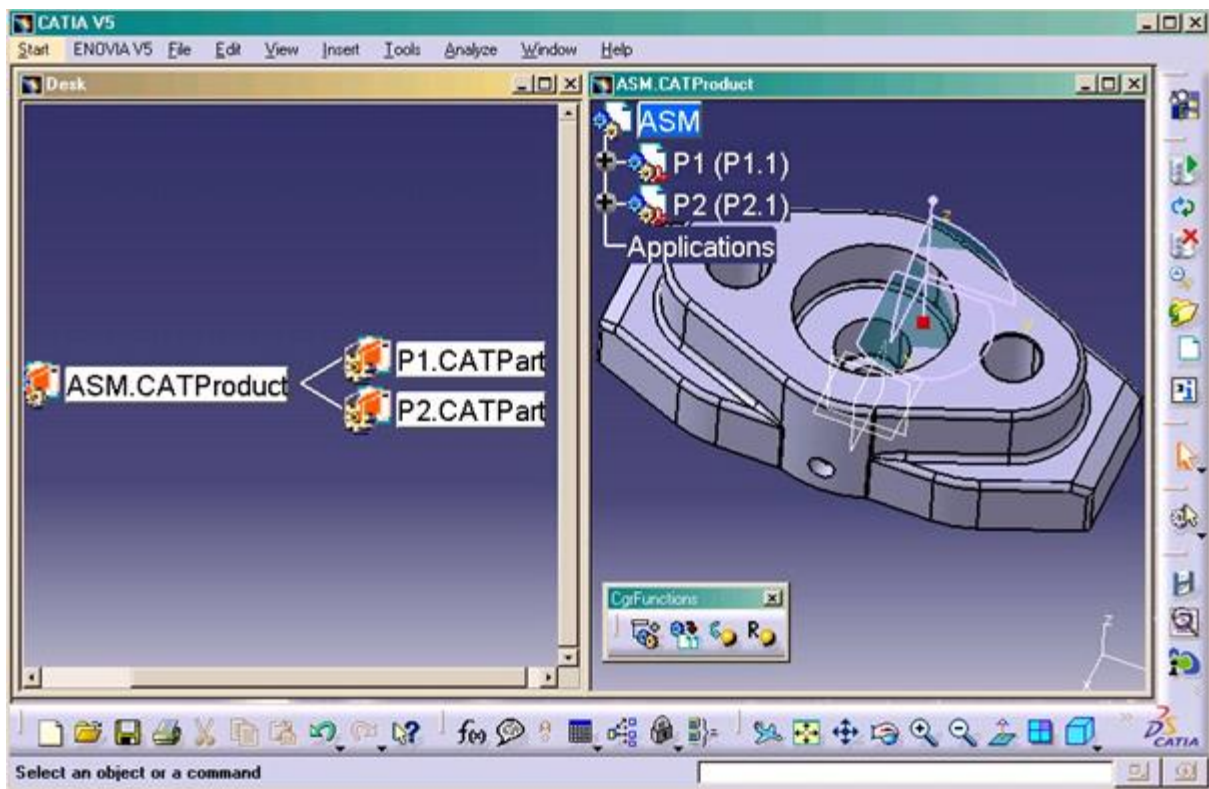 CATIA V5
Start ENOVIA V5 File Edit View Insert Tools Analyze Window Help
Desk
ASM.CATProduct
P1.CATPart
P2.CATPart
ASM.CATProduct
ASM
P1 (P1.1)
P2 (P2.1)
Applications
z
CgrFunctions
R
z
x
f(x)
DS CATIA
Select an object or a command